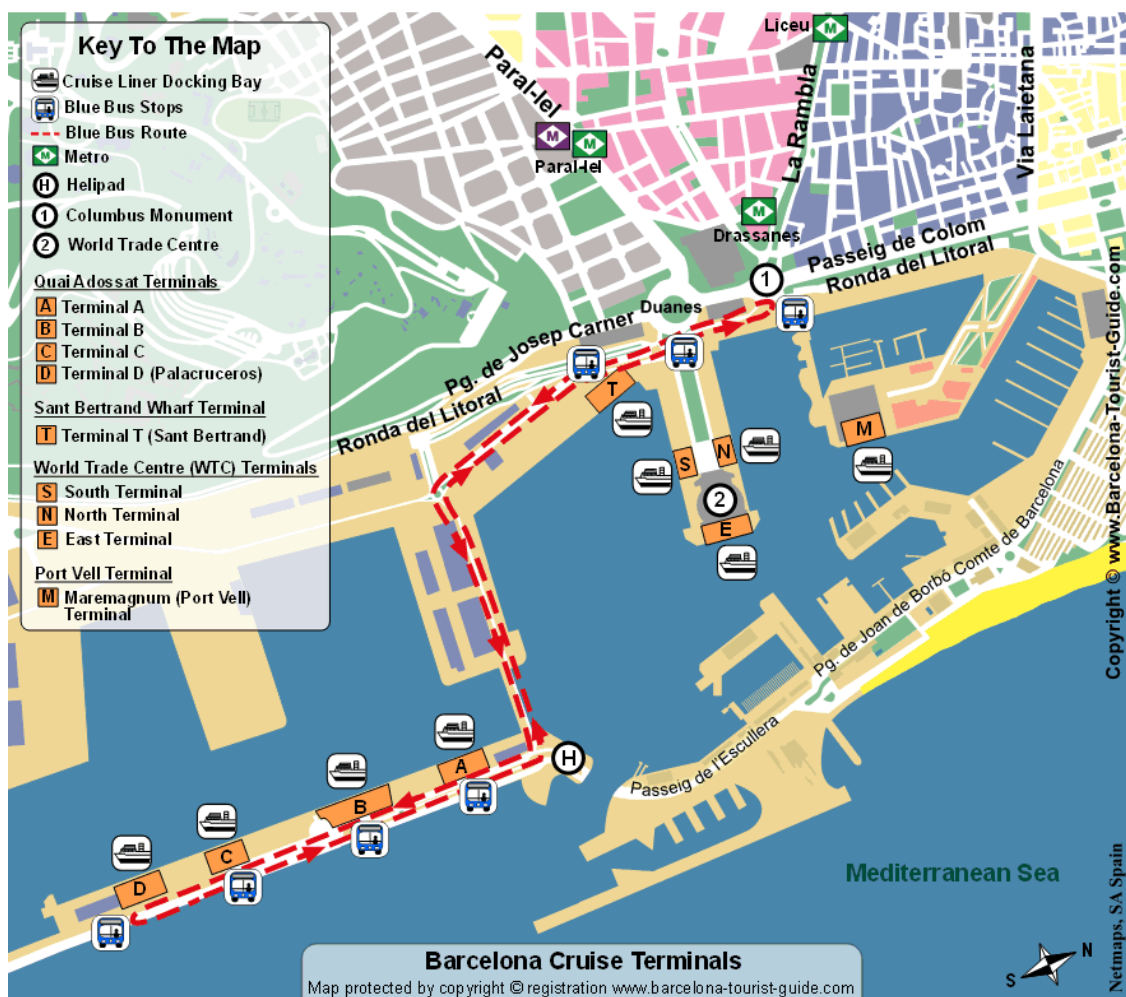 Key To The Map
Cruise Liner Docking Bay
Blue Bus Stops
Blue Bus Route
M Metro
H Helipad
1 Columbus Monument
2 World Trade Centre
Quai Adossat Terminals
A Terminal A
B Terminal B
C Terminal C
D Terminal D (Palacruceros)
Sant Bertrand Wharf Terminal
T Terminal T (Sant Bertrand)
World Trade Centre (WTC) Terminals
S South Terminal
N North Terminal
E East Terminal
Port Vell Terminal
M Maremagnum (Port Vell)
Terminal
Liceu M
Paral-lel
M M
Paral-lel
La Rambla
Via Laietana
M
Drassanes
Passeig de Colom
Ronda del Litoral
1
Duanes
Pg. de Josep Carner
Ronda del Litoral
T
S
N
2
E
M
Pg. de Joan de Borbó Comte de Barcelona
Passeig de l'Escullera
H
A
B
C
D
Mediterranean Sea
Copyright © www.Barcelona-Tourist-Guide.com
Netmaps, SA Spain
N
S
Barcelona Cruise Terminals
Map protected by copyright © registration www.barcelona-tourist-guide.com